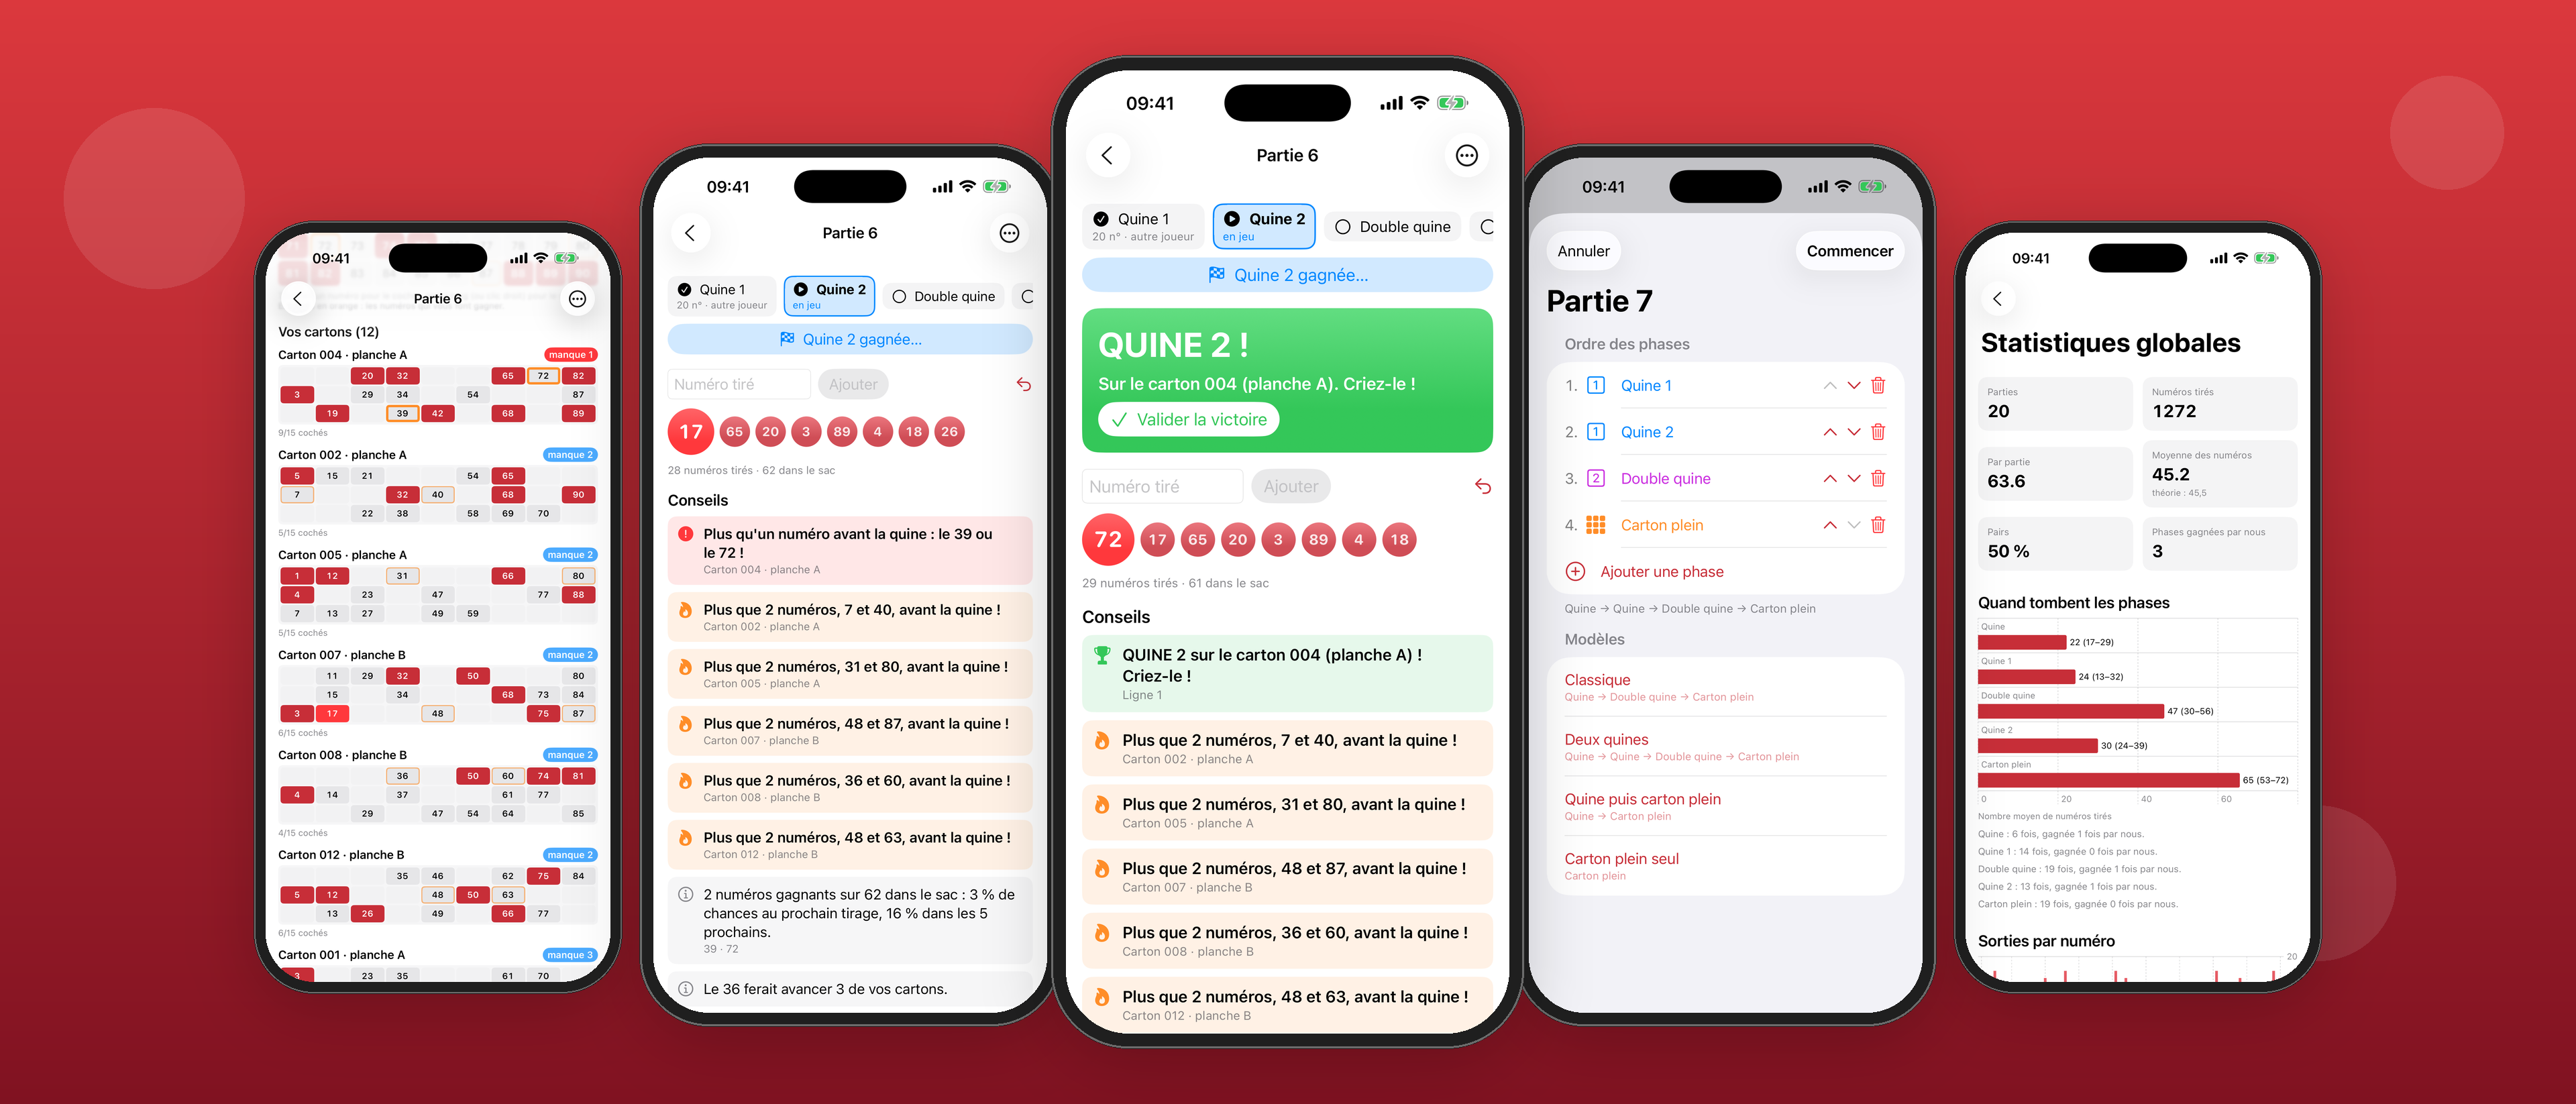 09:41
Partie 6
Vos cartons (12)
Carton 004 · planche A
manque 1
20 32 65 72 82
3 29 34 54 87
19 39 42 68 89
9/15 cochés
Carton 002 · planche A
manque 2
5 15 21 54 65
7 32 40 68 90
22 38 58 69 70
5/15 cochés
Carton 005 · planche A
manque 2
1 12 31 66 80
4 23 47 77 88
7 13 27 49 59
5/15 cochés
Carton 007 · planche B
manque 2
11 29 32 50 80
15 34 68 73 84
3 17 48 75 87
6/15 cochés
Carton 008 · planche B
manque 2
36 50 60 74 81
4 14 37 61 77
29 47 54 64 85
4/15 cochés
Carton 012 · planche B
manque 2
35 46 62 75 84
5 12 48 50 63
13 26 49 66 77
6/15 cochés
Carton 001 · planche A
manque 3
3 23 35 61 70
09:41
Partie 6
Quine 1
20 n° · autre joueur
Quine 2
en jeu
Double quine
Quine 2 gagnée...
Numéro tiré
Ajouter
17 65 20 3 89 4 18 26
28 numéros tirés · 62 dans le sac
Conseils
Plus qu'un numéro avant la quine : le 39 ou
le 72 !
Carton 004 · planche A
Plus que 2 numéros, 7 et 40, avant la quine !
Carton 002 · planche A
Plus que 2 numéros, 31 et 80, avant la quine !
Carton 005 · planche A
Plus que 2 numéros, 48 et 87, avant la quine !
Carton 007 · planche B
Plus que 2 numéros, 36 et 60, avant la quine !
Carton 008 · planche B
Plus que 2 numéros, 48 et 63, avant la quine !
Carton 012 · planche B
2 numéros gagnants sur 62 dans le sac : 3 % de
chances au prochain tirage, 16 % dans les 5
prochains.
39 · 72
Le 36 ferait avancer 3 de vos cartons.
09:41
Partie 6
Quine 1
20 n° · autre joueur
Quine 2
en jeu
Double quine
Quine 2 gagnée...
QUINE 2 !
Sur le carton 004 (planche A). Criez-le !
Valider la victoire
Numéro tiré
Ajouter
72 17 65 20 3 89 4 18
29 numéros tirés · 61 dans le sac
Conseils
QUINE 2 sur le carton 004 (planche A) !
Criez-le !
Ligne 1
Plus que 2 numéros, 7 et 40, avant la quine !
Carton 002 · planche A
Plus que 2 numéros, 31 et 80, avant la quine !
Carton 005 · planche A
Plus que 2 numéros, 48 et 87, avant la quine !
Carton 007 · planche B
Plus que 2 numéros, 36 et 60, avant la quine !
Carton 008 · planche B
Plus que 2 numéros, 48 et 63, avant la quine !
Carton 012 · planche B
09:41
Annuler
Commencer
Partie 7
Ordre des phases
1. 1 Quine 1
2. 1 Quine 2
3. 2 Double quine
4. Carton plein
Ajouter une phase
Quine → Quine → Double quine → Carton plein
Modèles
Classique
Quine → Double quine → Carton plein
Deux quines
Quine → Quine → Double quine → Carton plein
Quine puis carton plein
Quine → Carton plein
Carton plein seul
Carton plein
09:41
Statistiques globales
Parties
20
Numéros tirés
1272
Par partie
63.6
Moyenne des numéros
45.2
théorie : 45,5
Pairs
50 %
Phases gagnées par nous
3
Quand tombent les phases
Quine
22 (17–29)
Quine 1
24 (13–32)
Double quine
47 (30–56)
Quine 2
30 (24–39)
Carton plein
65 (53–72)
0 20 40 60
Nombre moyen de numéros tirés
Quine : 6 fois, gagnée 1 fois par nous.
Quine 1 : 14 fois, gagnée 0 fois par nous.
Double quine : 19 fois, gagnée 1 fois par nous.
Quine 2 : 13 fois, gagnée 1 fois par nous.
Carton plein : 19 fois, gagnée 0 fois par nous.
Sorties par numéro
20